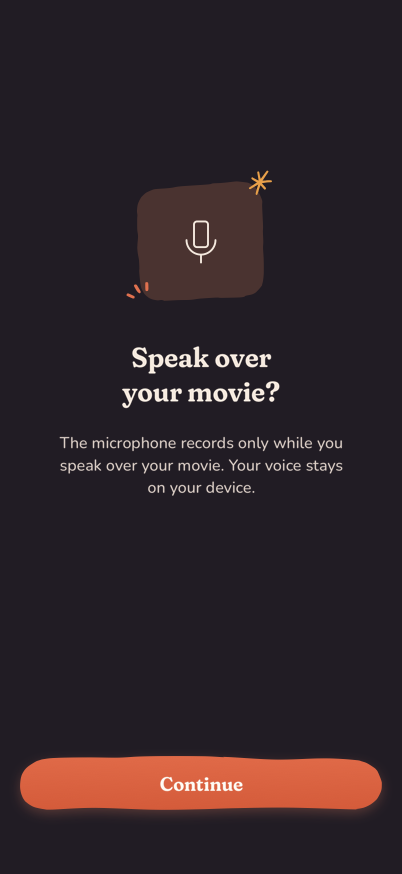 Speak over
your movie?
The microphone records only while you
speak over your movie. Your voice stays
on your device.
Continue